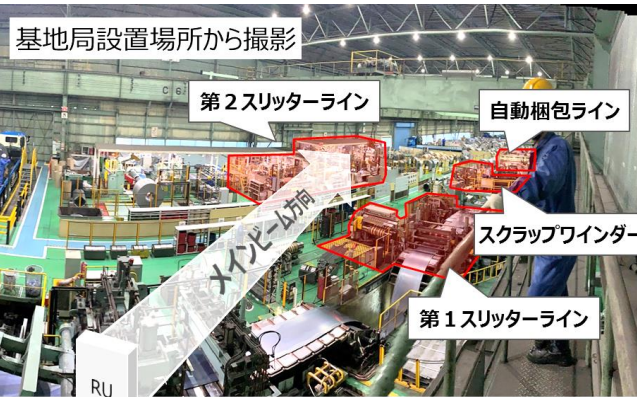 基地局設置場所から撮影
第２スリッターライン
自動梱包ライン
メインビーム方向
スクラップワインダー
第１スリッターライン
RU